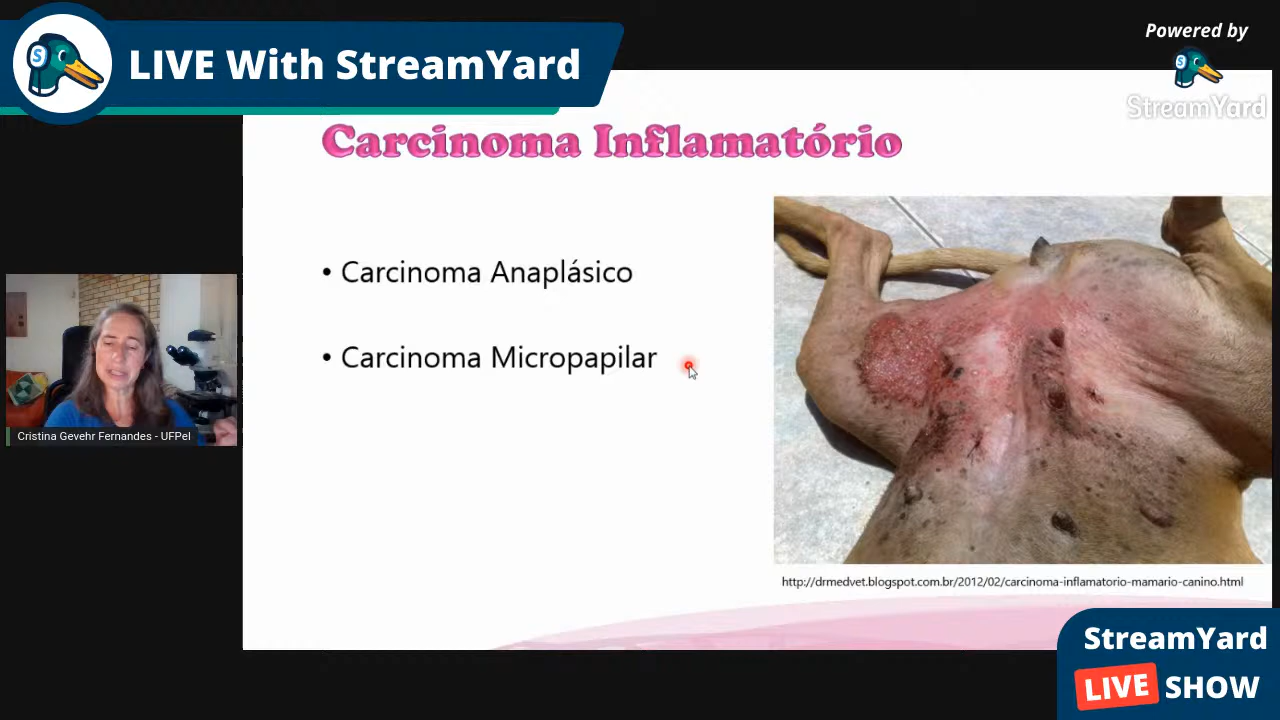 LIVE With StreamYard
Powered by
StreamYard
Carcinoma Inflamatório
• Carcinoma Anaplásico
• Carcinoma Micropapilar
Cristina Gevehr Fernandes - UFPel
http://drmedvet.blogspot.com.br/2012/02/carcinoma-inflamatorio-mamario-canino.html
StreamYard
LIVE SHOW